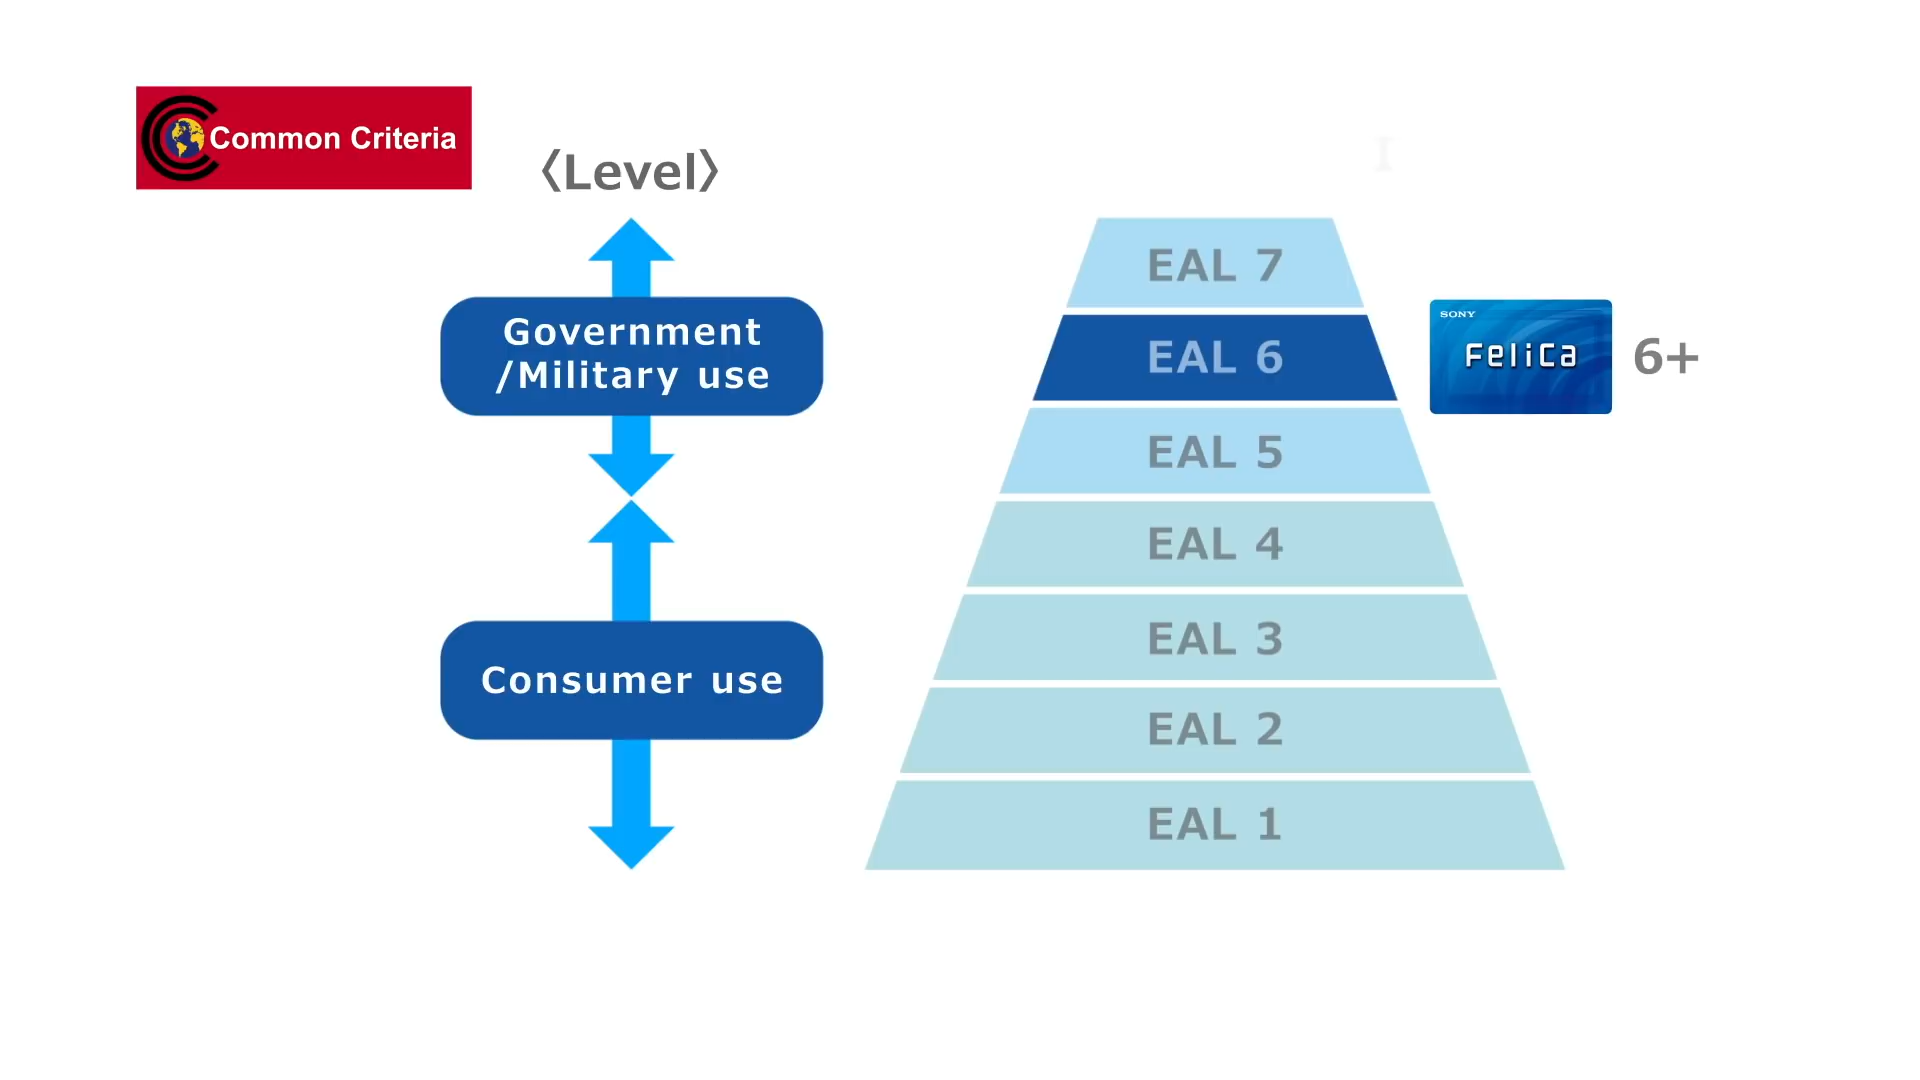 Common Criteria
〈Level〉
Government
/Military use
Consumer use
I
EAL 7
EAL 6
EAL 5
EAL 4
EAL 3
EAL 2
EAL 1
SONY
FeliCa
6+